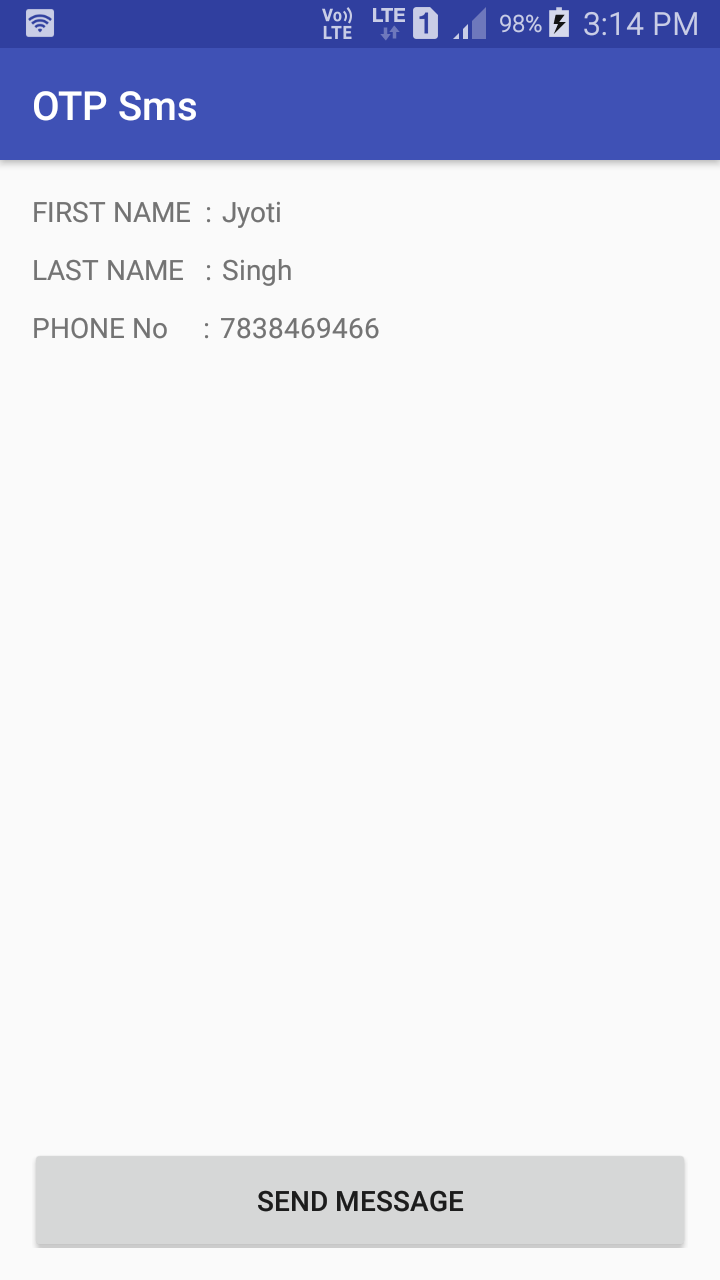 Vo)) LTE LTE 1 98% 3:14 PM
OTP Sms
FIRST NAME : Jyoti
LAST NAME : Singh
PHONE No : 7838469466
SEND MESSAGE